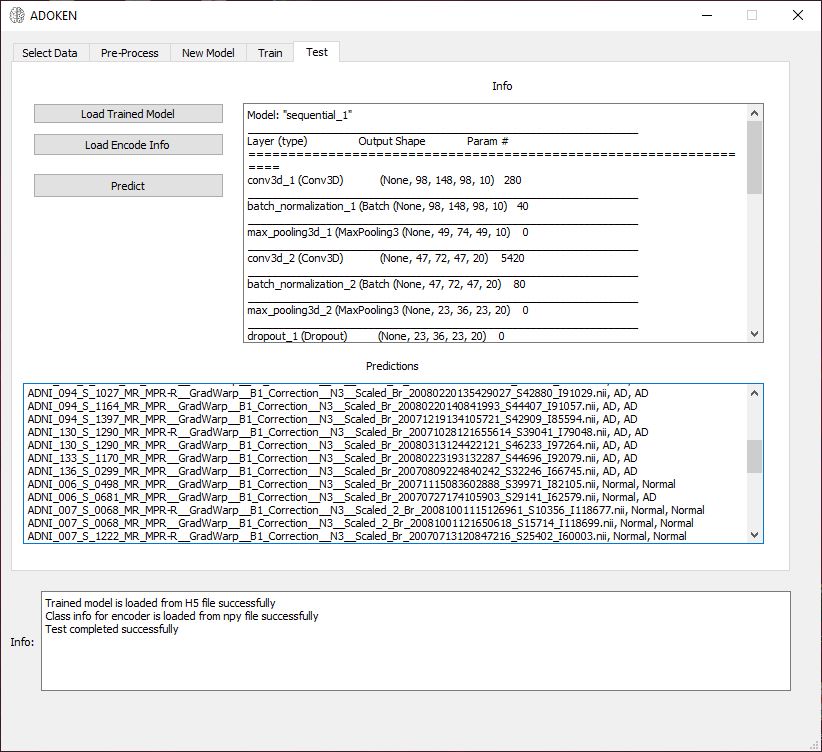 ADOKEN
Select Data
Pre-Process
New Model
Train
Test
Info
Load Trained Model
Load Encode Info
Predict
Model: "sequential_1"
Layer (type) Output Shape Param #
=================================================================
====
conv3d_1 (Conv3D) (None, 98, 148, 98, 10) 280
batch_normalization_1 (Batch (None, 98, 148, 98, 10) 40
max_pooling3d_1 (MaxPooling3 (None, 49, 74, 49, 10) 0
conv3d_2 (Conv3D) (None, 47, 72, 47, 20) 5420
batch_normalization_2 (Batch (None, 47, 72, 47, 20) 80
max_pooling3d_2 (MaxPooling3 (None, 23, 36, 23, 20) 0
dropout_1 (Dropout) (None, 23, 36, 23, 20) 0
Predictions
ADNI_094_S_1027_MR_MPR-R__GradWarp__B1_Correction__N3__Scaled_Br_20080220135429027_S42880_I91029.nii, AD, AD
ADNI_094_S_1164_MR_MPR__GradWarp__B1_Correction__N3__Scaled_Br_20080220140841993_S44407_I91057.nii, AD, AD
ADNI_094_S_1397_MR_MPR__GradWarp__B1_Correction__N3__Scaled_Br_20071219134105721_S42909_I85594.nii, AD, AD
ADNI_130_S_1290_MR_MPR-R__GradWarp__B1_Correction__N3__Scaled_Br_20071028121655614_S39041_I79048.nii, AD, AD
ADNI_130_S_1290_MR_MPR__GradWarp__B1_Correction__N3__Scaled_Br_20080313124422121_S46233_I97264.nii, AD, AD
ADNI_133_S_1170_MR_MPR__GradWarp__B1_Correction__N3__Scaled_Br_20080223193132287_S44696_I92079.nii, AD, AD
ADNI_136_S_0299_MR_MPR__GradWarp__B1_Correction__N3__Scaled_Br_20070809224840242_S32246_I66745.nii, AD, AD
ADNI_006_S_0498_MR_MPR__GradWarp__B1_Correction__N3__Scaled_Br_20071115083602888_S39971_I82105.nii, Normal, Normal
ADNI_006_S_0681_MR_MPR__GradWarp__B1_Correction__N3__Scaled_Br_20070727174105903_S29141_I62579.nii, Normal, AD
ADNI_007_S_0068_MR_MPR-R__GradWarp__B1_Correction__N3__Scaled_2_Br_20081001115126961_S10356_I118677.nii, Normal, Normal
ADNI_007_S_0068_MR_MPR__GradWarp__B1_Correction__N3__Scaled_2_Br_20081001121650618_S15714_I118699.nii, Normal, Normal
ADNI_007_S_1222_MR_MPR-R__GradWarp__B1_Correction__N3__Scaled_Br_20070713120847216_S25402_I60003.nii, Normal, Normal
Info:
Trained model is loaded from H5 file successfully
Class info for encoder is loaded from npy file successfully
Test completed successfully